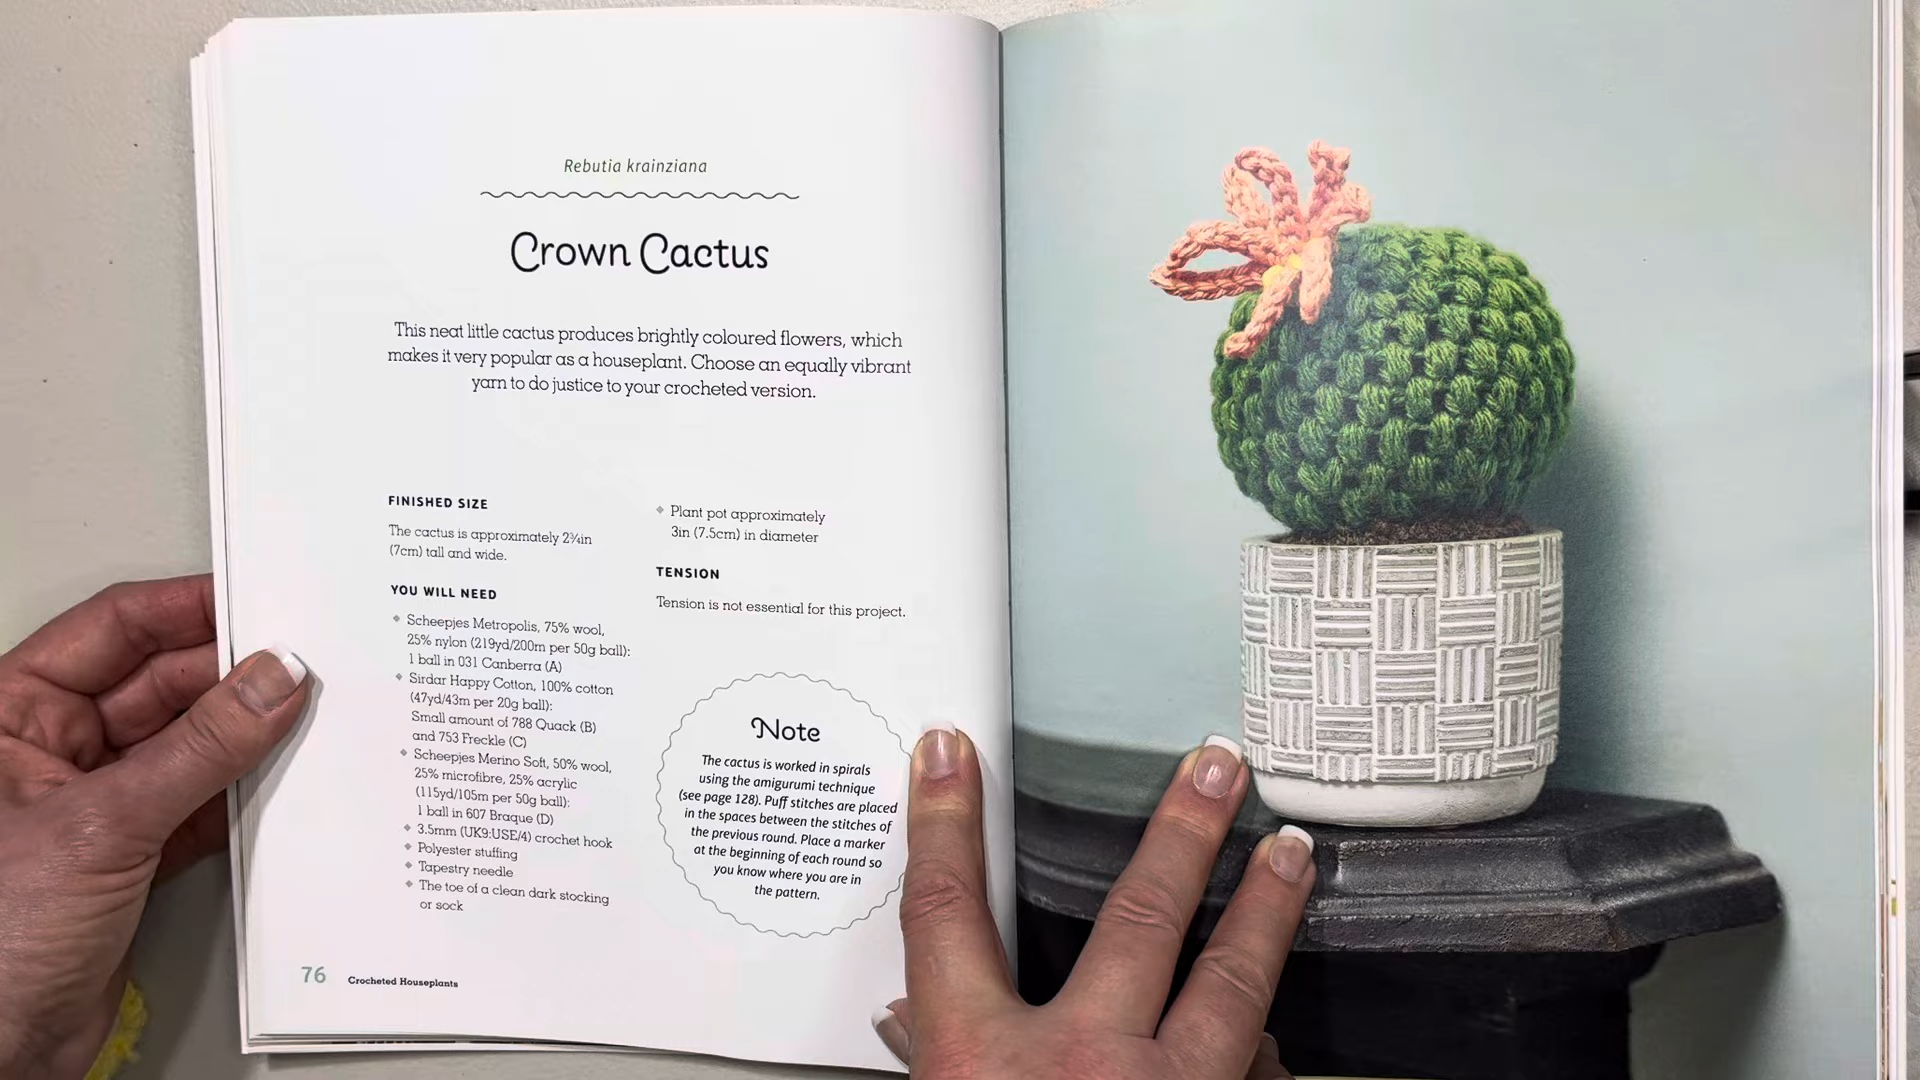 Rebutia krainziana
Crown Cactus
This neat little cactus produces brightly coloured flowers, which
makes it very popular as a houseplant. Choose an equally vibrant
yarn to do justice to your crocheted version.
FINISHED SIZE
The cactus is approximately 2¾in
(7cm) tall and wide.
YOU WILL NEED
Scheepjes Metropolis, 75% wool,
25% nylon (219yd/200m per 50g ball):
1 ball in 031 Canberra (A)
Sirdar Happy Cotton, 100% cotton
(47yd/43m per 20g ball):
Small amount of 788 Quack (B)
and 753 Freckle (C)
Scheepjes Merino Soft, 50% wool,
25% microfibre, 25% acrylic
(115yd/105m per 50g ball):
1 ball in 607 Braque (D)
3.5mm (UK9:USE/4) crochet hook
Polyester stuffing
Tapestry needle
The toe of a clean dark stocking
or sock
Plant pot approximately
3in (7.5cm) in diameter
TENSION
Tension is not essential for this project.
Note
The cactus is worked in spirals
using the amigurumi technique
(see page 128). Puff stitches are placed
in the spaces between the stitches of
the previous round. Place a marker
at the beginning of each round so
you know where you are in
the pattern.
76
Crocheted Houseplants